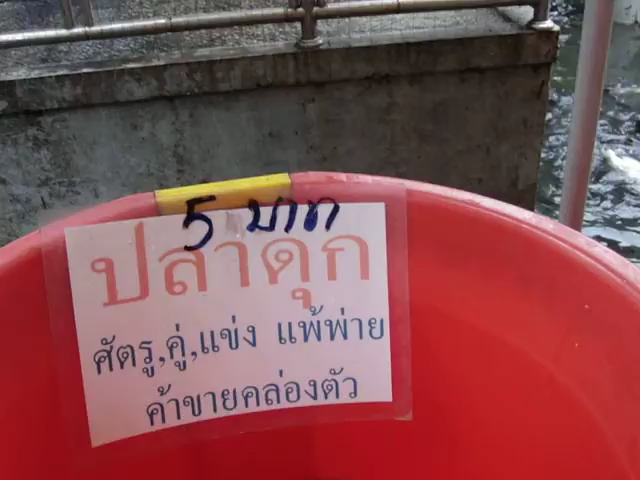 5 บาท
ปลาดุก
ศัตรู,คู่,แข่ง แพ้พ่าย
ค้าขายคล่องตัว